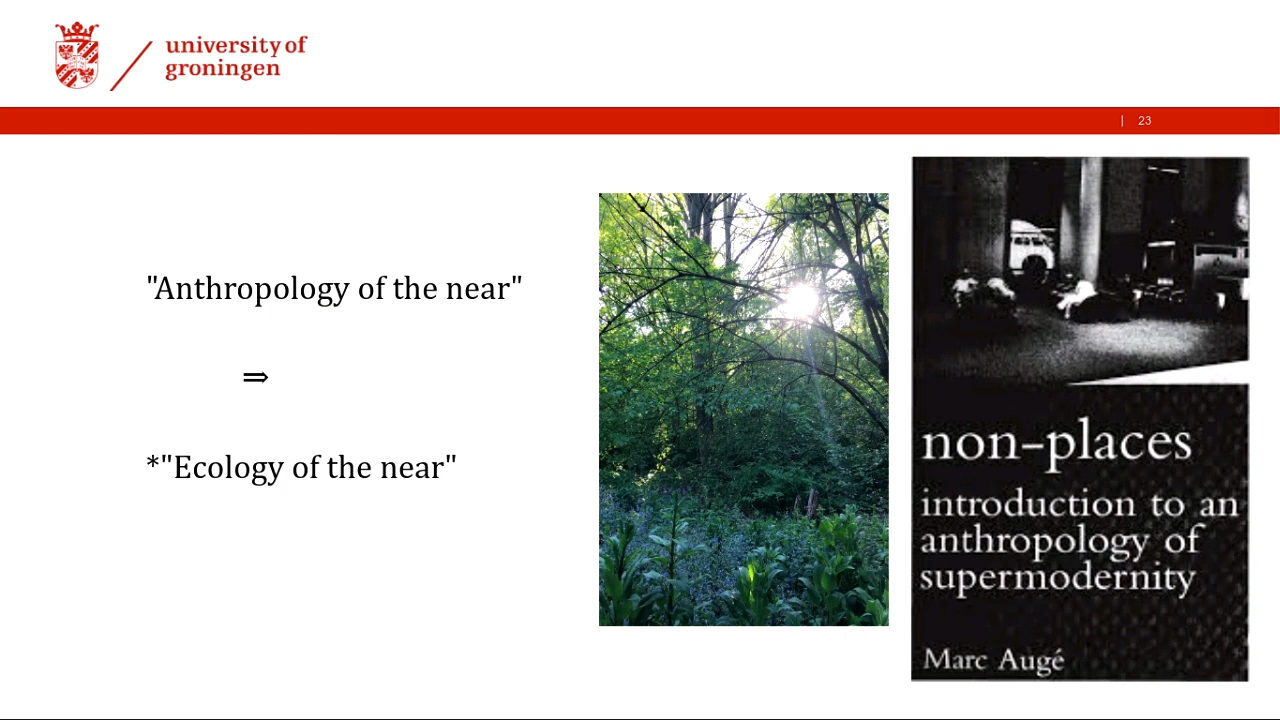 university of
groningen
| 23
"Anthropology of the near"
⇒
*"Ecology of the near"
non-places
introduction to an
anthropology of
supermodernity
Marc Augé